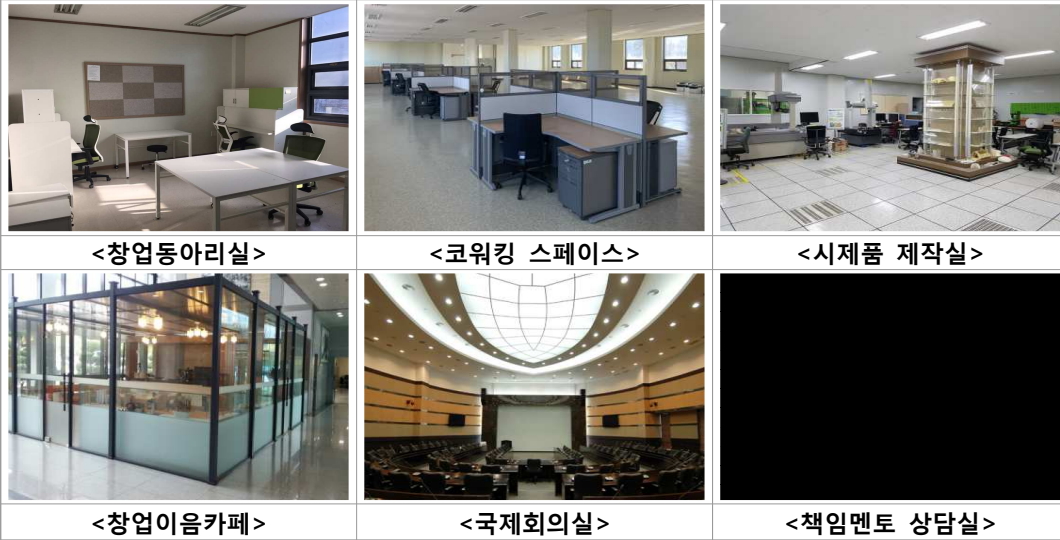 <창업동아리실>
<코워킹 스페이스>
<시제품 제작실>
<창업이음카페>
<국제회의실>
<책임멘토 상담실>